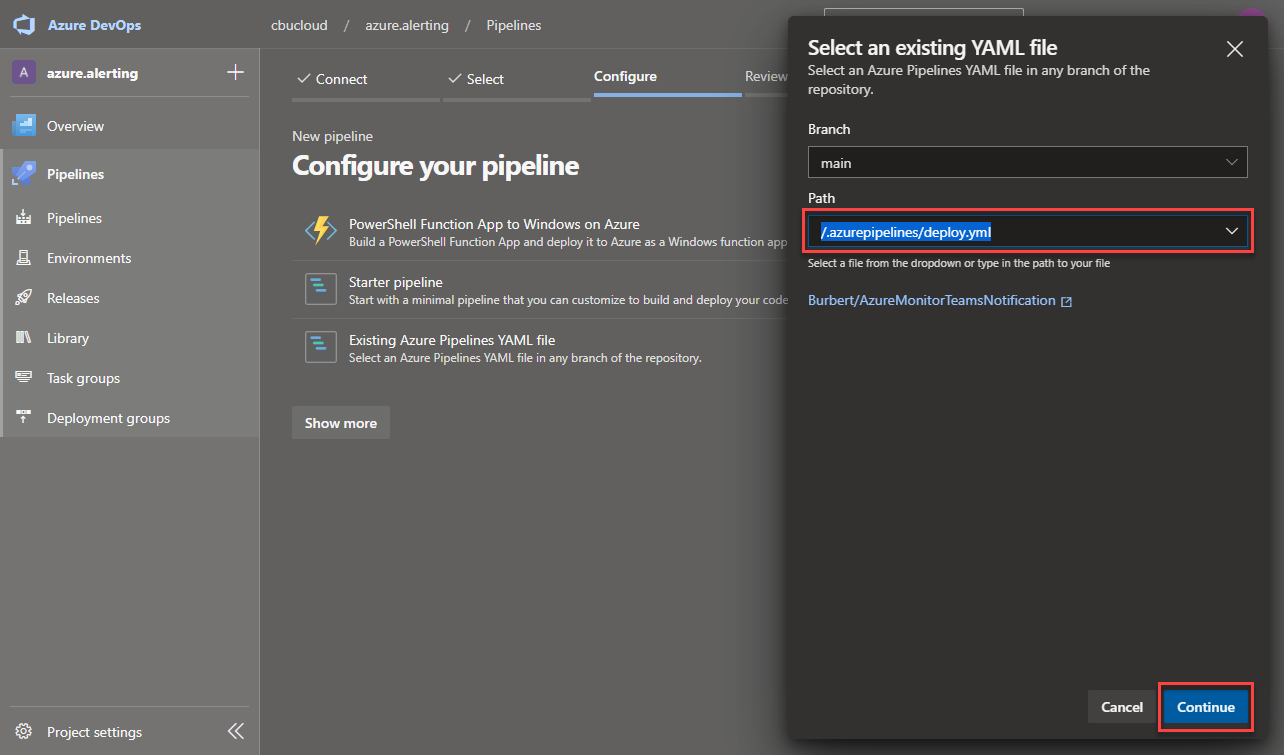 Azure DevOps
cbucloud / azure.alerting / Pipelines
A azure.alerting
Overview
Pipelines
Pipelines
Environments
Releases
Library
Task groups
Deployment groups
Project settings
Connect
Select
Configure
Review
New pipeline
Configure your pipeline
PowerShell Function App to Windows on Azure
Build a PowerShell Function App and deploy it to Azure as a Windows function app
Starter pipeline
Start with a minimal pipeline that you can customize to build and deploy your code
Existing Azure Pipelines YAML file
Select an Azure Pipelines YAML file in any branch of the repository.
Show more
Select an existing YAML file
Select an Azure Pipelines YAML file in any branch of the
repository.
Branch
main
Path
/.azurepipelines/deploy.yml
Select a file from the dropdown or type in the path to your file
Burbert/AzureMonitorTeamsNotification
Cancel
Continue